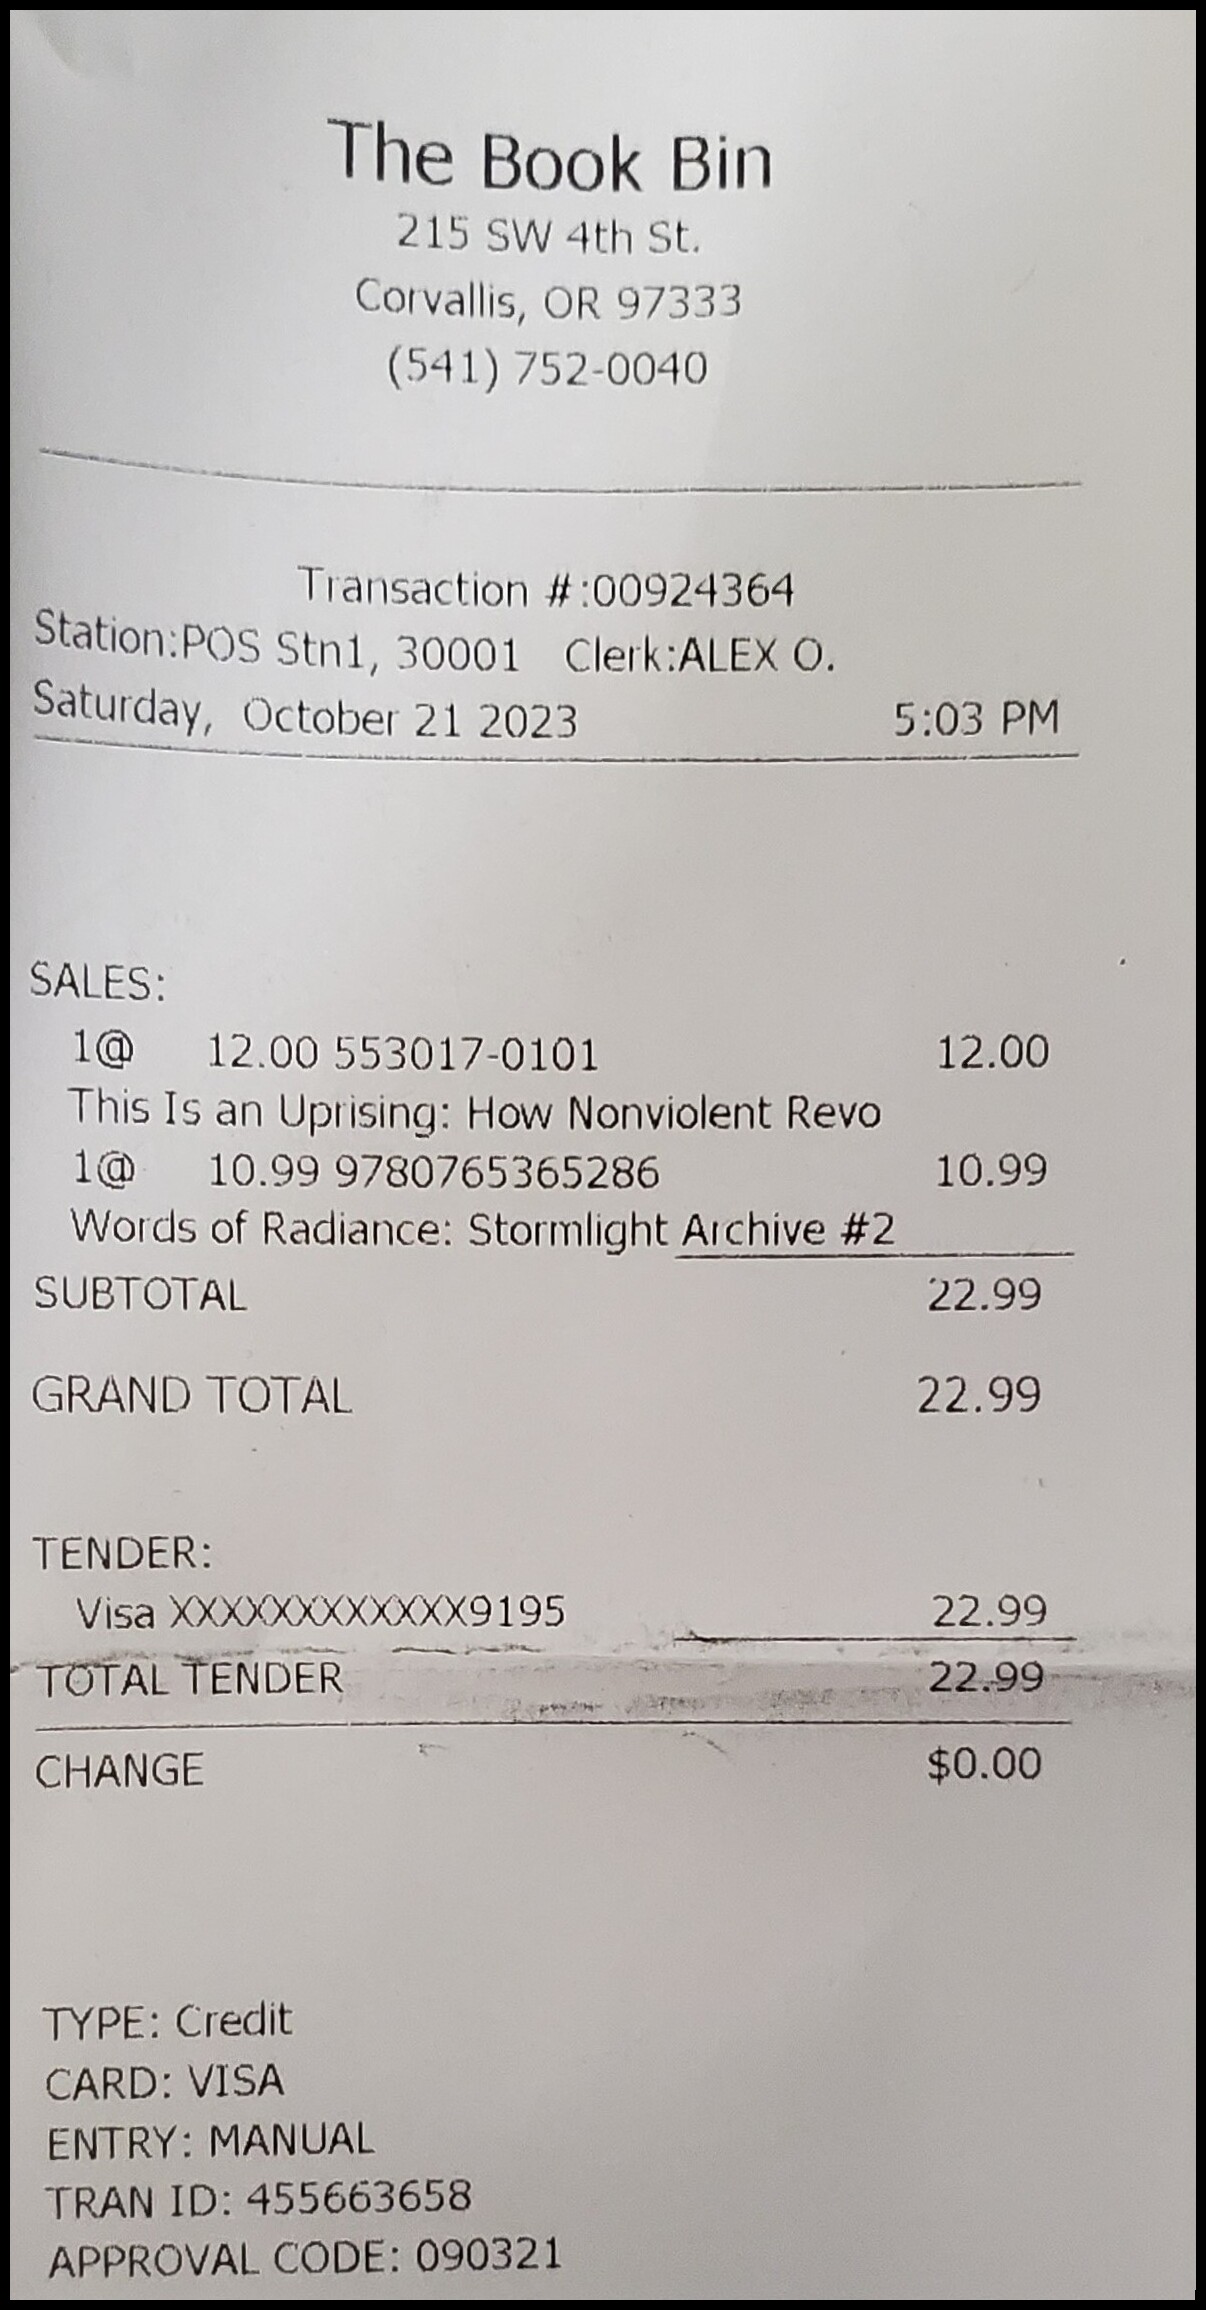 The Book Bin
215 SW 4th St.
Corvallis, OR 97333
(541) 752-0040
Transaction #:00924364
Station:POS Stn1, 30001 Clerk:ALEX O.
Saturday, October 21 2023 5:03 PM
SALES:
1@ 12.00 553017-0101 12.00
This Is an Uprising: How Nonviolent Revo
1@ 10.99 9780765365286 10.99
Words of Radiance: Stormlight Archive #2
SUBTOTAL 22.99
GRAND TOTAL 22.99
TENDER:
Visa XXXXXXXXXXXX9195 22.99
TOTAL TENDER 22.99
CHANGE $0.00
TYPE: Credit
CARD: VISA
ENTRY: MANUAL
TRAN ID: 455663658
APPROVAL CODE: 090321